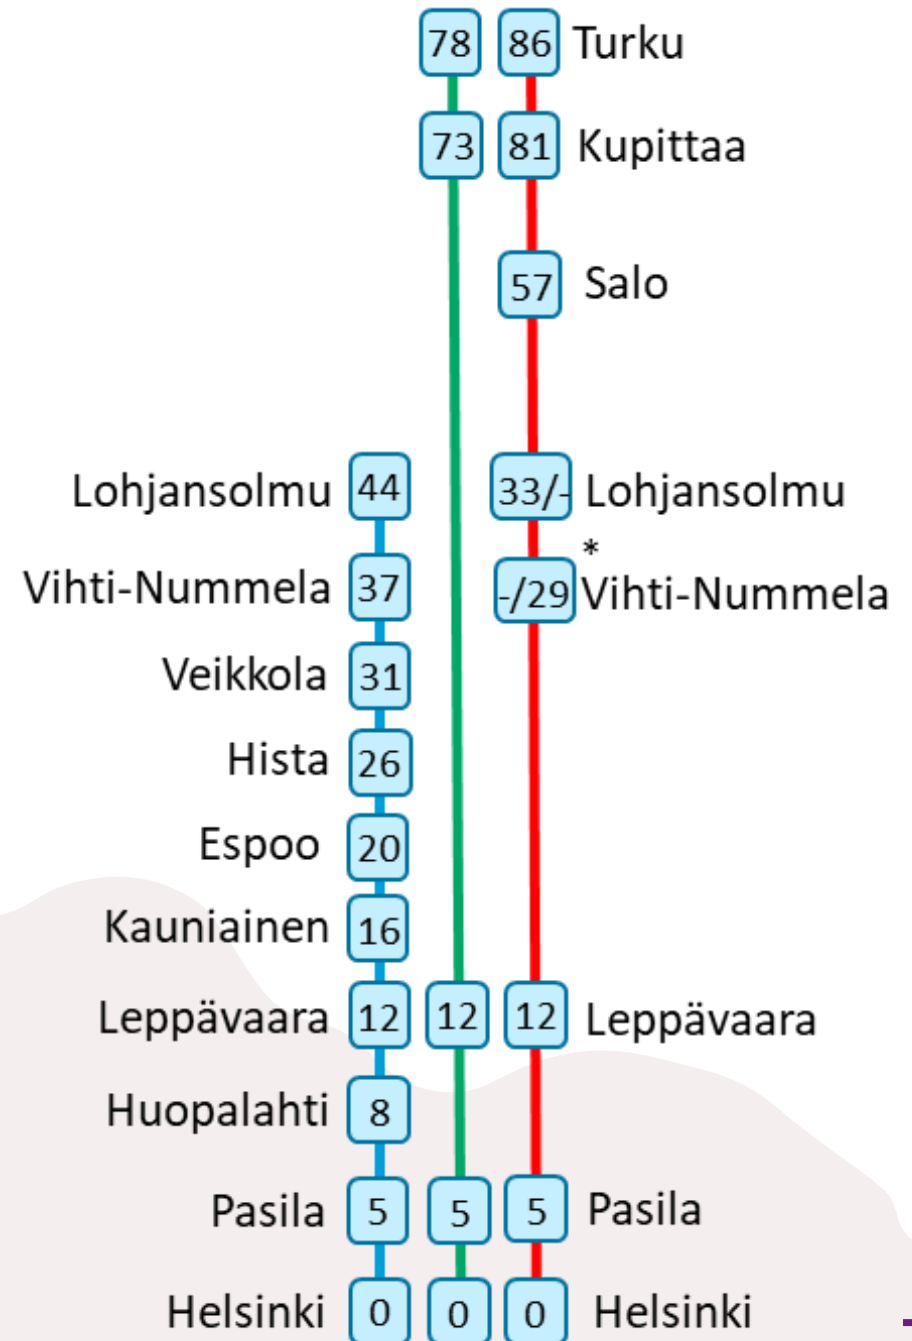 78 86 Turku
73 81 Kupittaa
57 Salo
Lohjansolmu 44 33/- Lohjansolmu
*
Vihti-Nummela 37 -/29 Vihti-Nummela
Veikkola 31
Hista 26
Espoo 20
Kauniainen 16
Leppävaara 12 12 12 Leppävaara
Huopalahti 8
Pasila 5 5 5 Pasila
Helsinki 0 0 0 Helsinki